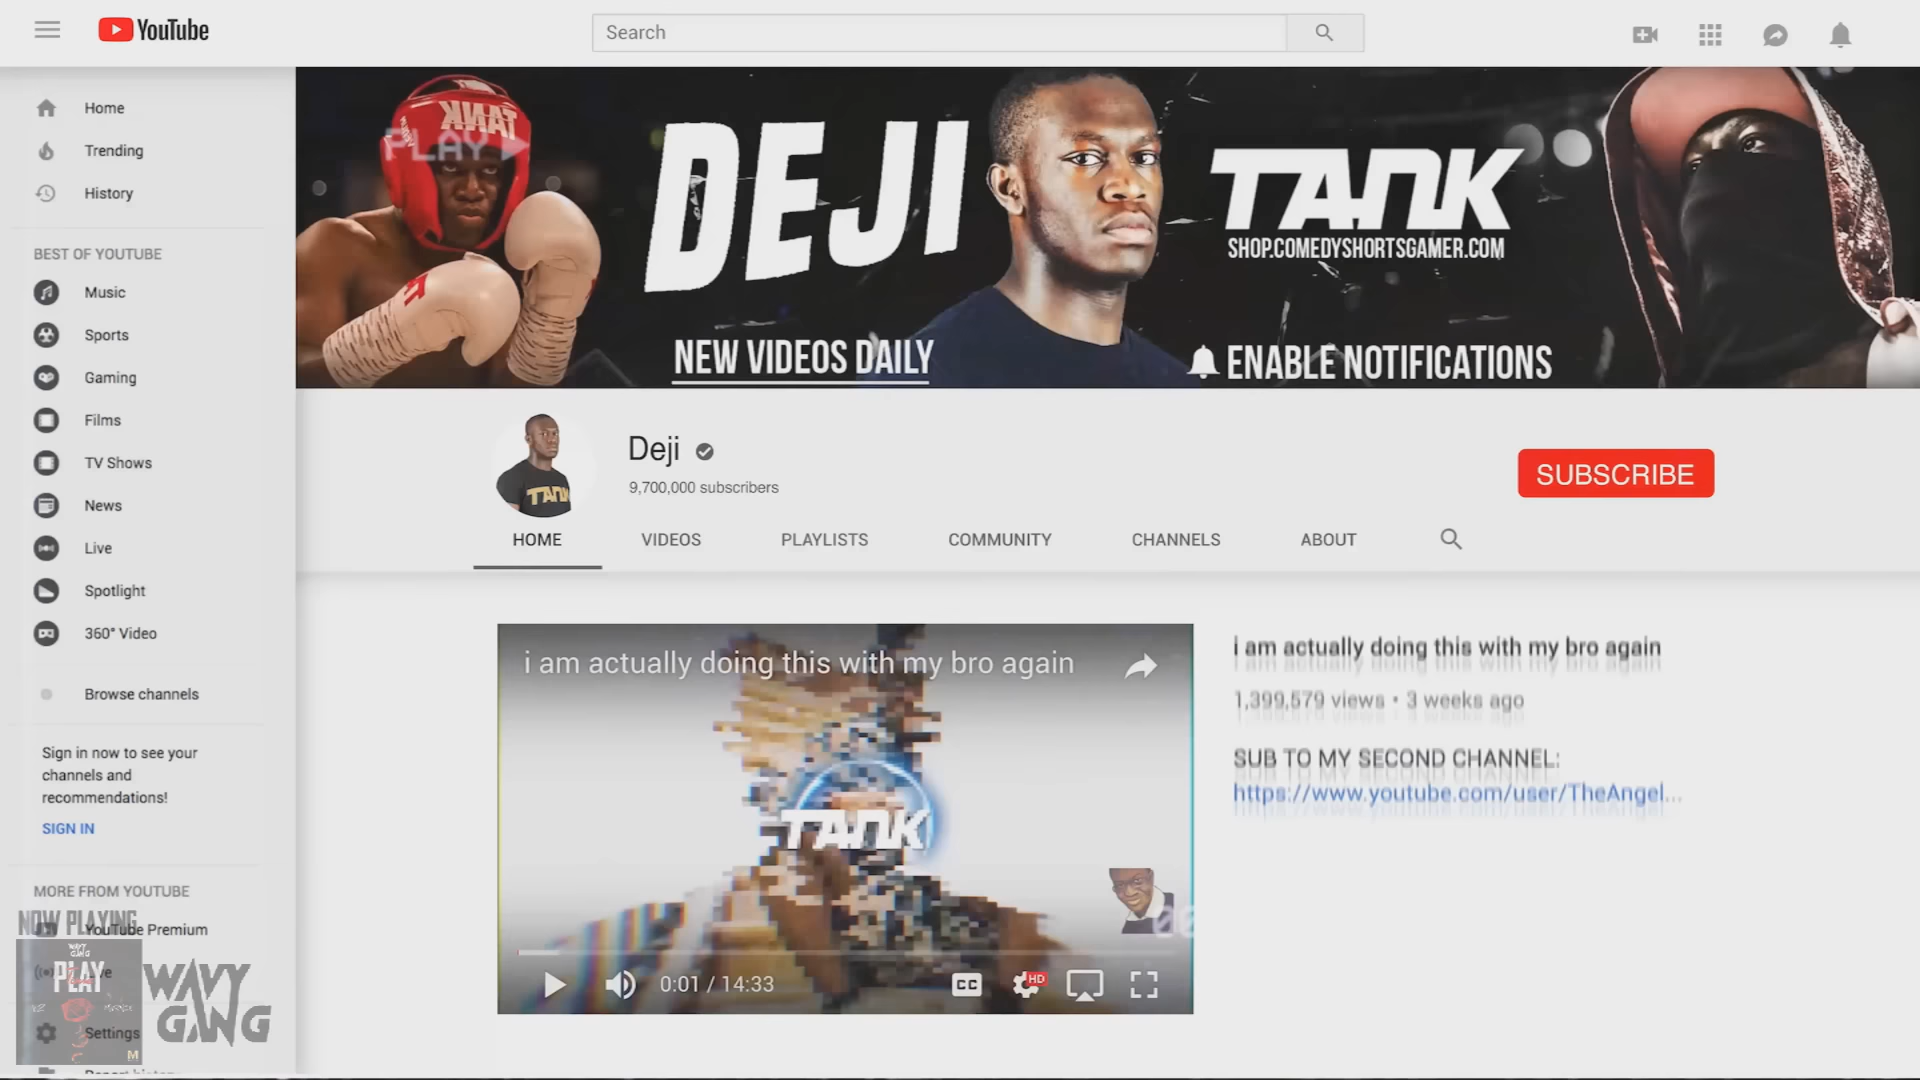 YouTube
Search
Home
Trending
History
BEST OF YOUTUBE
Music
Sports
Gaming
Films
TV Shows
News
Live
Spotlight
360° Video
Browse channels
Sign in now to see your
channels and
recommendations!
SIGN IN
MORE FROM YOUTUBE
NOW PLAYING
YouTube Premium
WAVY GANG
PLAY
WAVY
GANG
Settings
M
TANK
PLAY
DEJI
TANK
SHOP.COMEDYSHORTSGAMER.COM
NEW VIDEOS DAILY
ENABLE NOTIFICATIONS
TANK
Deji
9,700,000 subscribers
SUBSCRIBE
HOME
VIDEOS
PLAYLISTS
COMMUNITY
CHANNELS
ABOUT
i am actually doing this with my bro again
TANK
0:01 / 14:33
CC
HD
i am actually doing this with my bro again
1,399,579 views • 3 weeks ago
SUB TO MY SECOND CHANNEL:
https://www.youtube.com/user/TheAngel...